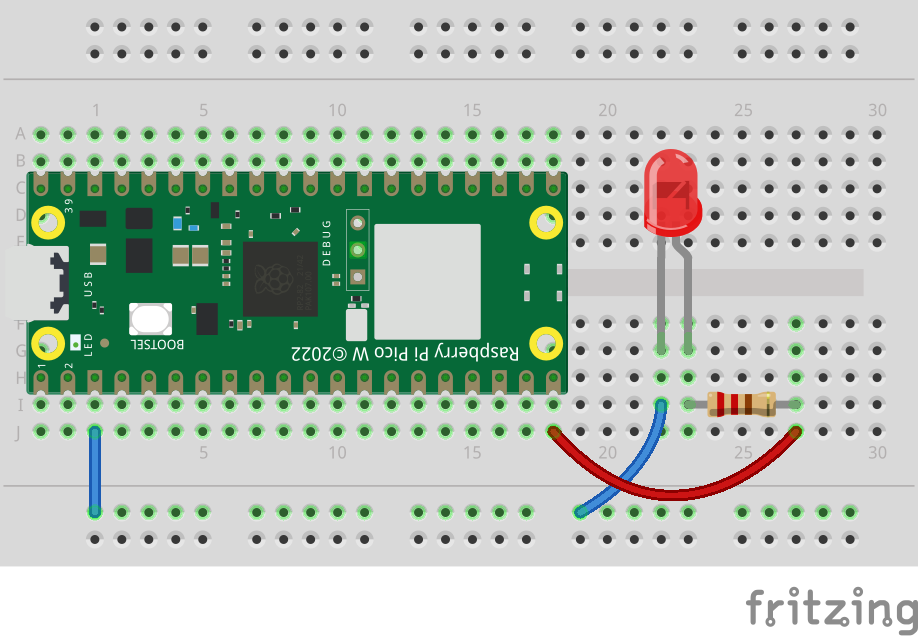 1 5 10 15 20 25 30
A
B
C
D
E
39
DEBUG
USB
BOOTSEL
LED
Raspberry Pi Pico W ©2022
1 2
F
G
H
I
J
5 10 15 20 25 30
fritzing